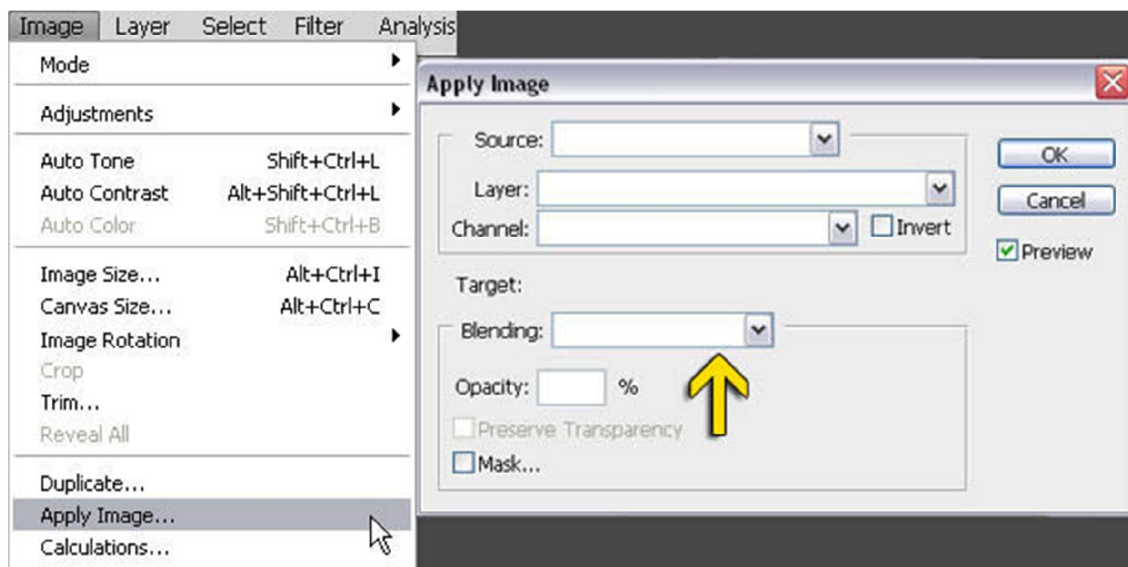 Image Layer Select Filter Analysis
Mode
Adjustments
Auto Tone Shift+Ctrl+L
Auto Contrast Alt+Shift+Ctrl+L
Auto Color Shift+Ctrl+B
Image Size... Alt+Ctrl+I
Canvas Size... Alt+Ctrl+C
Image Rotation
Crop
Trim...
Reveal All
Duplicate...
Apply Image...
Calculations...
Apply Image
Source:
Layer:
Channel:
Invert
Target:
Blending:
Opacity: %
Preserve Transparency
Mask...
OK
Cancel
Preview